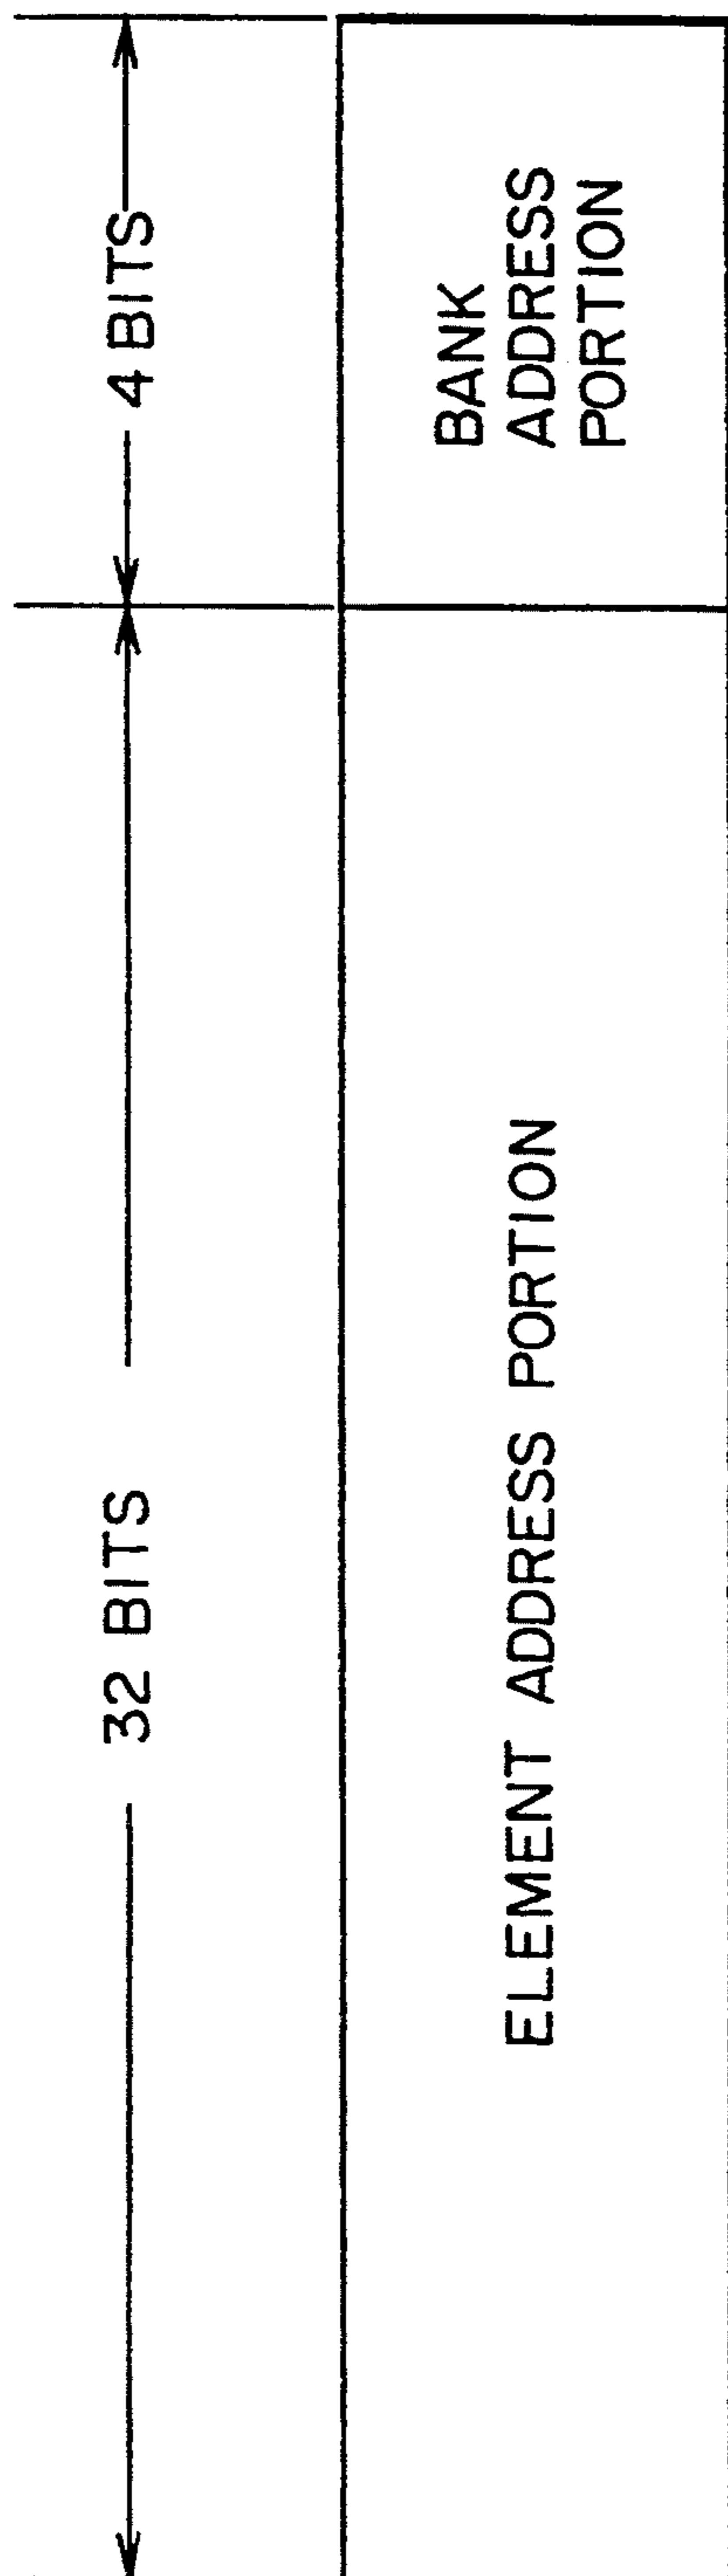 32 BITS
4 BITS
ELEMENT ADDRESS PORTION
BANK
ADDRESS
PORTION